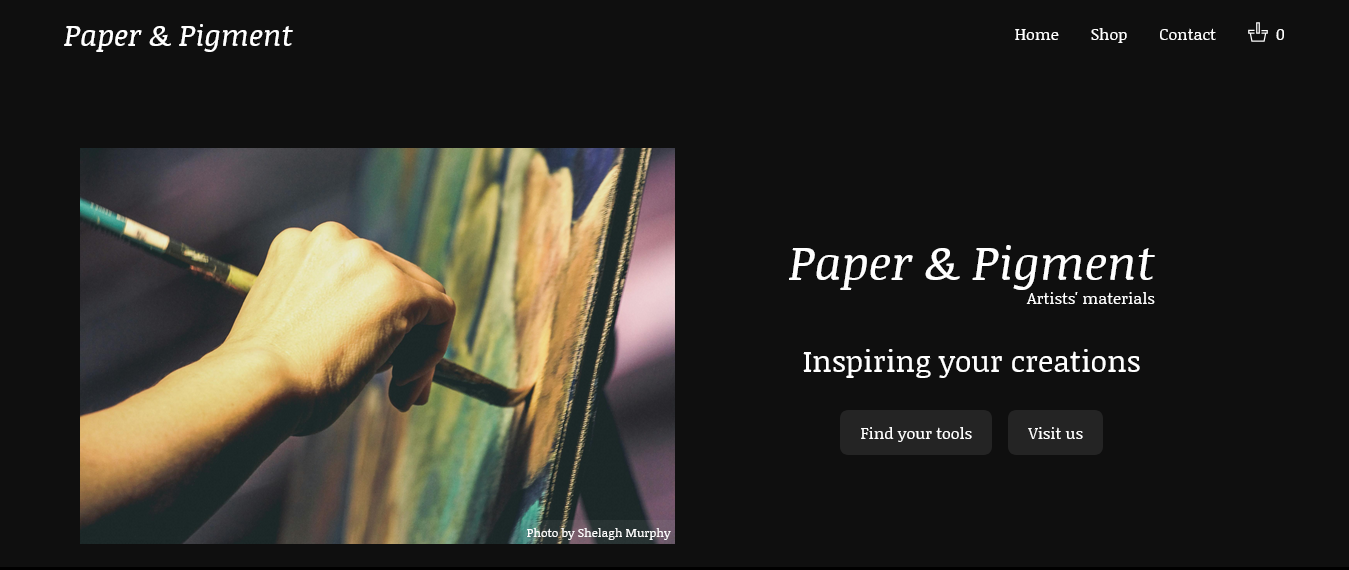 Paper & Pigment
Home
Shop
Contact
0
Paper & Pigment
Artists' materials
Inspiring your creations
Find your tools
Visit us
Photo by Shelagh Murphy